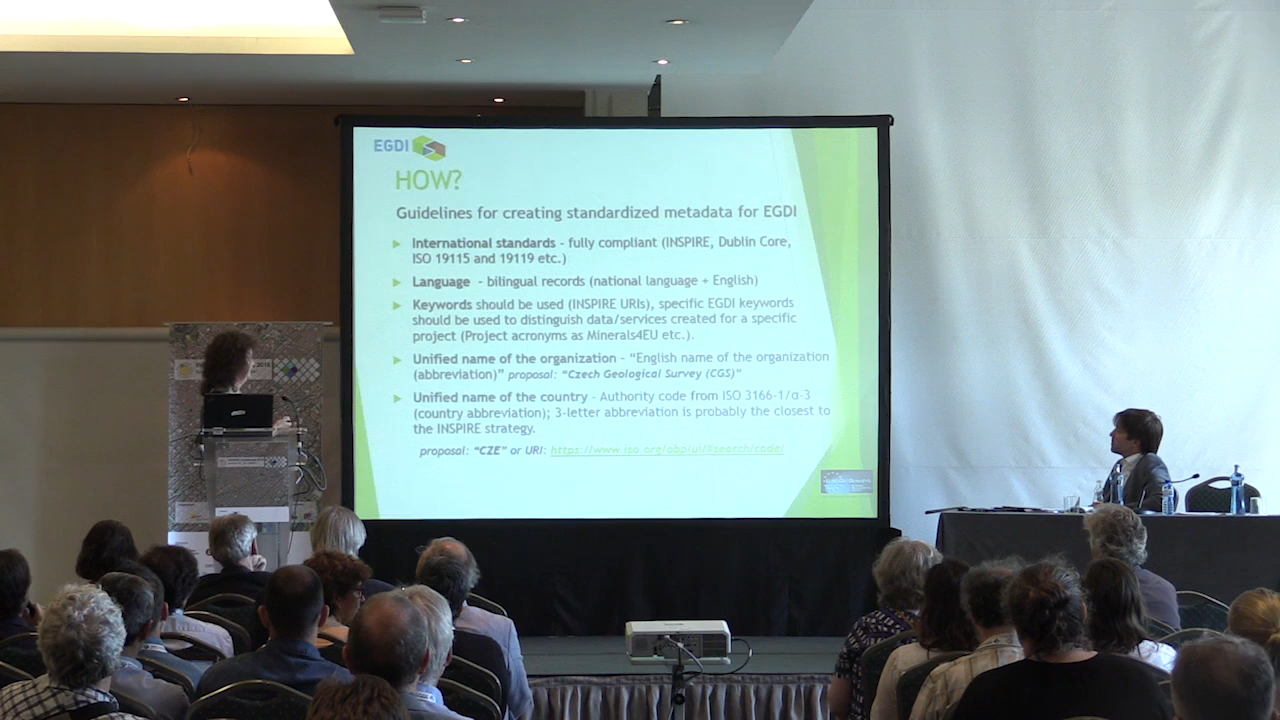 EGDI
HOW?
Guidelines for creating standardized metadata for EGDI
International standards - fully compliant (INSPIRE, Dublin Core,
ISO 19115 and 19119 etc.)
Language - bilingual records (national language + English)
Keywords should be used (INSPIRE URIs), specific EGDI keywords
should be used to distinguish data/services created for a specific
project (Project acronyms as Minerals4EU etc.).
Unified name of the organization - “English name of the organization
(abbreviation)” proposal: “Czech Geological Survey (CGS)”
Unified name of the country - Authority code from ISO 3166-1/α-3
(country abbreviation); 3-letter abbreviation is probably the closest to
the INSPIRE strategy.
proposal: “CZE” or URI: https://www.iso.org/obp/ui/#search/code/